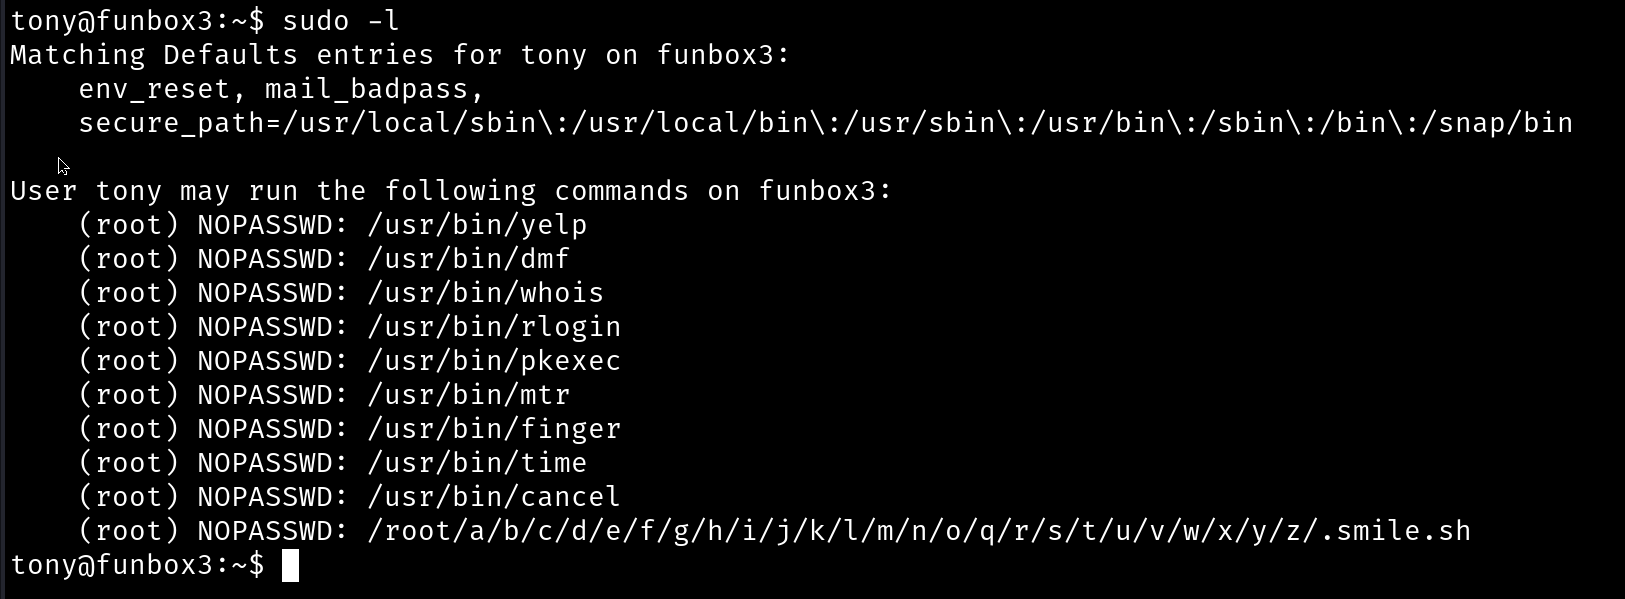 tony@funbox3:~$ sudo -l
Matching Defaults entries for tony on funbox3:
    env_reset, mail_badpass,
    secure_path=/usr/local/sbin\:/usr/local/bin\:/usr/sbin\:/usr/bin\:/sbin\:/bin\:/snap/bin

User tony may run the following commands on funbox3:
    (root) NOPASSWD: /usr/bin/yelp
    (root) NOPASSWD: /usr/bin/dmf
    (root) NOPASSWD: /usr/bin/whois
    (root) NOPASSWD: /usr/bin/rlogin
    (root) NOPASSWD: /usr/bin/pkexec
    (root) NOPASSWD: /usr/bin/mtr
    (root) NOPASSWD: /usr/bin/finger
    (root) NOPASSWD: /usr/bin/time
    (root) NOPASSWD: /usr/bin/cancel
    (root) NOPASSWD: /root/a/b/c/d/e/f/g/h/i/j/k/l/m/n/o/q/r/s/t/u/v/w/x/y/z/.smile.sh
tony@funbox3:~$